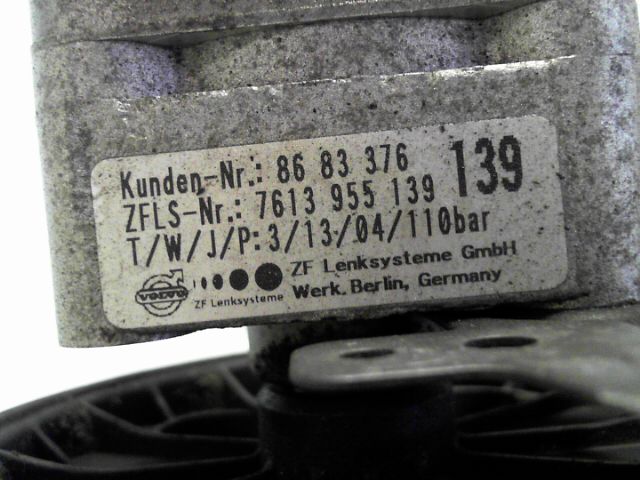 Kunden-Nr.: 86 83 376 139
ZFLS-Nr.: 7613 955 139
T/W/J/P:3/13/04/110bar
ZF Lenksysteme GmbH
Werk.Berlin, Germany
VOLVO
ZF Lenksysteme